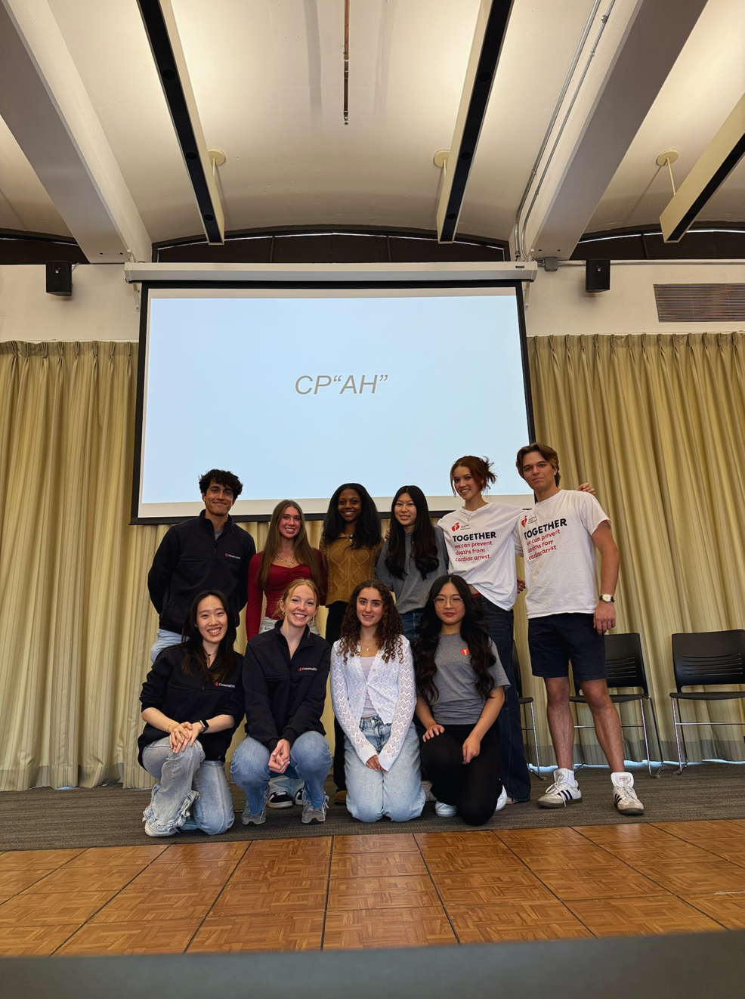 CP“AH”
TOGETHER
we can prevent
deaths from
cardiac arrest.
TOGETHER
we can prevent
deaths from
cardiac arrest.